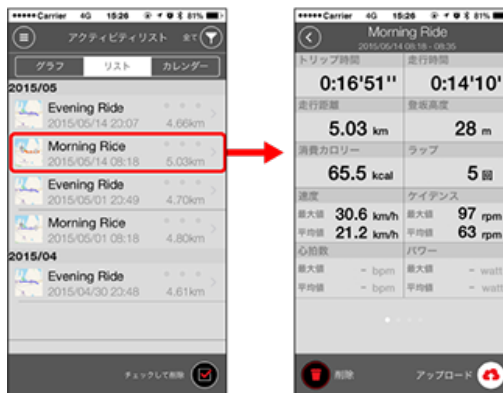 Carrier 4G 15:26 81%
アクティビティリスト 全て
グラフ リスト カレンダー
2015/05
Evening Ride
2015/05/14 20:07 4.66km
Morning Rice
2015/05/14 08:18 5.03km
Evening Ride
2015/05/01 20:49 4.70km
Morning Ride
2015/05/01 08:18 4.80km
2015/04
Evening Ride
2015/04/30 20:48 4.61km
チェックして削除
Carrier 4G 15:26 81%
Morning Ride
2015/05/14 08:18 - 08:35
トリップ時間 走行時間
0:16'51'' 0:14'10'
走行距離 登坂高度
5.03 km 28 m
消費カロリー ラップ
65.5 kcal 5 回
速度 ケイデンス
最大値 30.6 km/h 最大値 97 rpm
平均値 21.2 km/h 平均値 63 rpm
心拍数 パワー
最大値 - bpm 最大値 - watt
平均値 - bpm 平均値 - watt
削除 アップロード